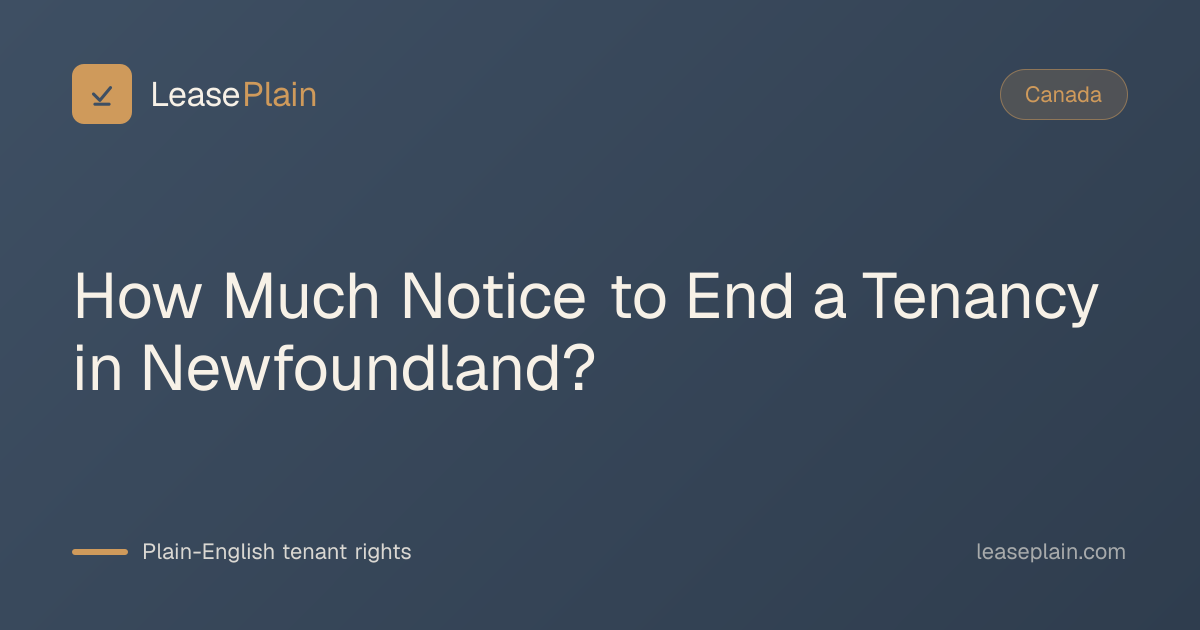 LeasePlain
Canada
How Much Notice to End a Tenancy
in Newfoundland?
Plain-English tenant rights
leaseplain.com